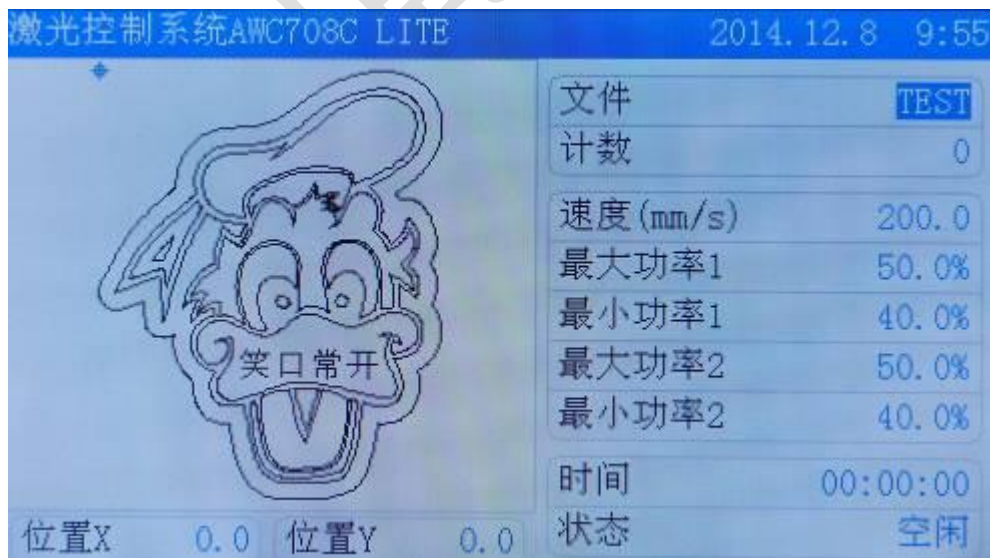 激光控制系统AWC708C LITE 2014.12.8 9:55
文件 TEST
计数 0
速度(mm/s) 200.0
最大功率1 50.0%
最小功率1 40.0%
最大功率2 50.0%
最小功率2 40.0%
时间 00:00:00
状态 空闲
笑口常开
位置X 0.0 位置Y 0.0